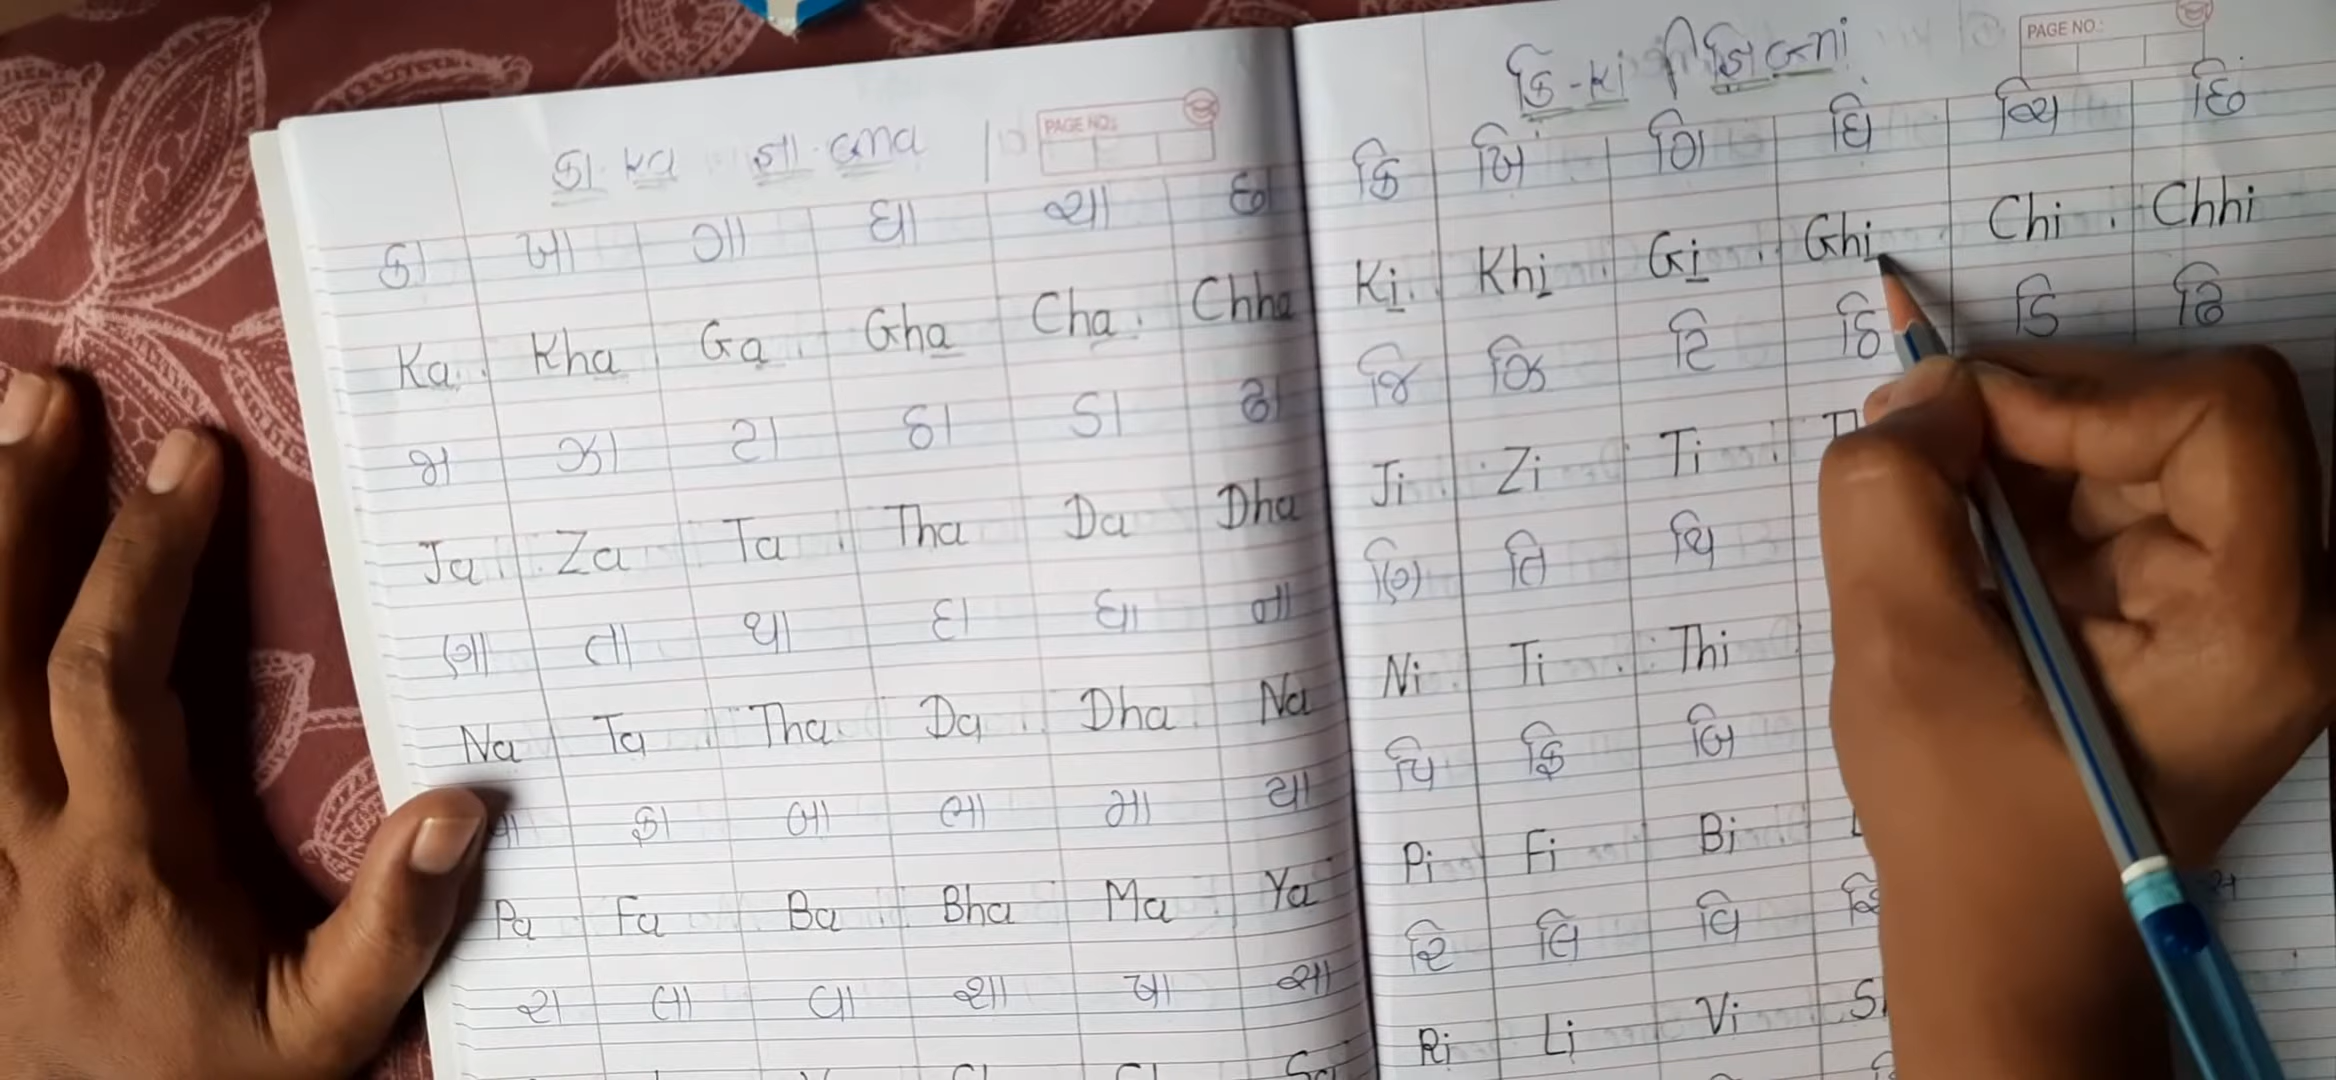 કા. ka જ્ઞા. gna
PAGE NO.:
કા ખા ગા ઘા ચા છા
Ka. Kha Ga Gha Cha. Chha
જા ઝા ટા ઠા ડા ઢા
Ja Za Ta Tha Da Dha
ણા તા થા દા ધા ના
Na Ta Tha Da Dha Na
ફા બા ભા મા યા
Pa Fa Ba Bha Ma Ya
રા લા વા શા ષા સા
કિ-ki િ જ્ઞિ gni
PAGE NO.:
કિ ખિ ગિ ઘિ ચિ છિ
Ki. Khi Gi Ghi Chi Chhi
જિ ઝિ ટિ ઠિ ડિ ઢિ
Ji Zi Ti
ણિ તિ થિ
Ni Ti Thi
પિ ફિ બિ
Pi Fi Bi
રિ લિ વિ
Ri Li Vi